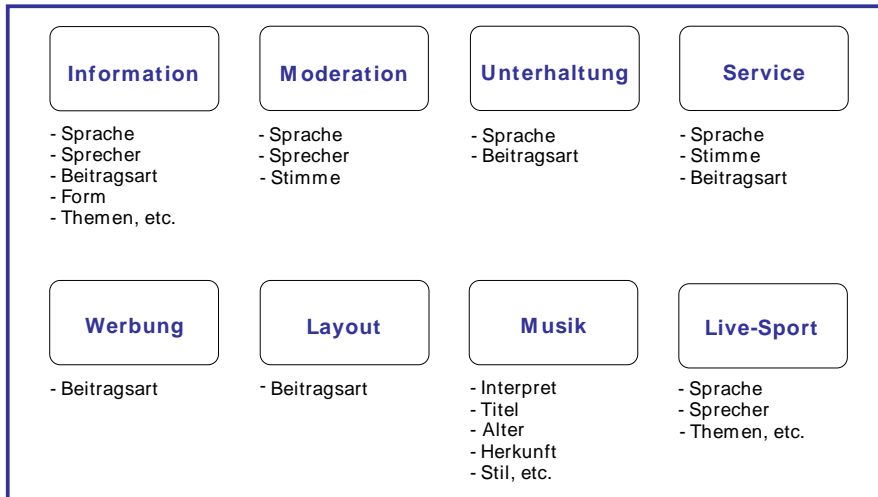 Information
- Sprache
- Sprecher
- Beitragsart
- Form
- Themen, etc.
Moderation
- Sprache
- Sprecher
- Stimme
Unterhaltung
- Sprache
- Beitragsart
Service
- Sprache
- Stimme
- Beitragsart
Werbung
- Beitragsart
Layout
- Beitragsart
Musik
- Interpret
- Titel
- Alter
- Herkunft
- Stil, etc.
Live-Sport
- Sprache
- Sprecher
- Themen, etc.